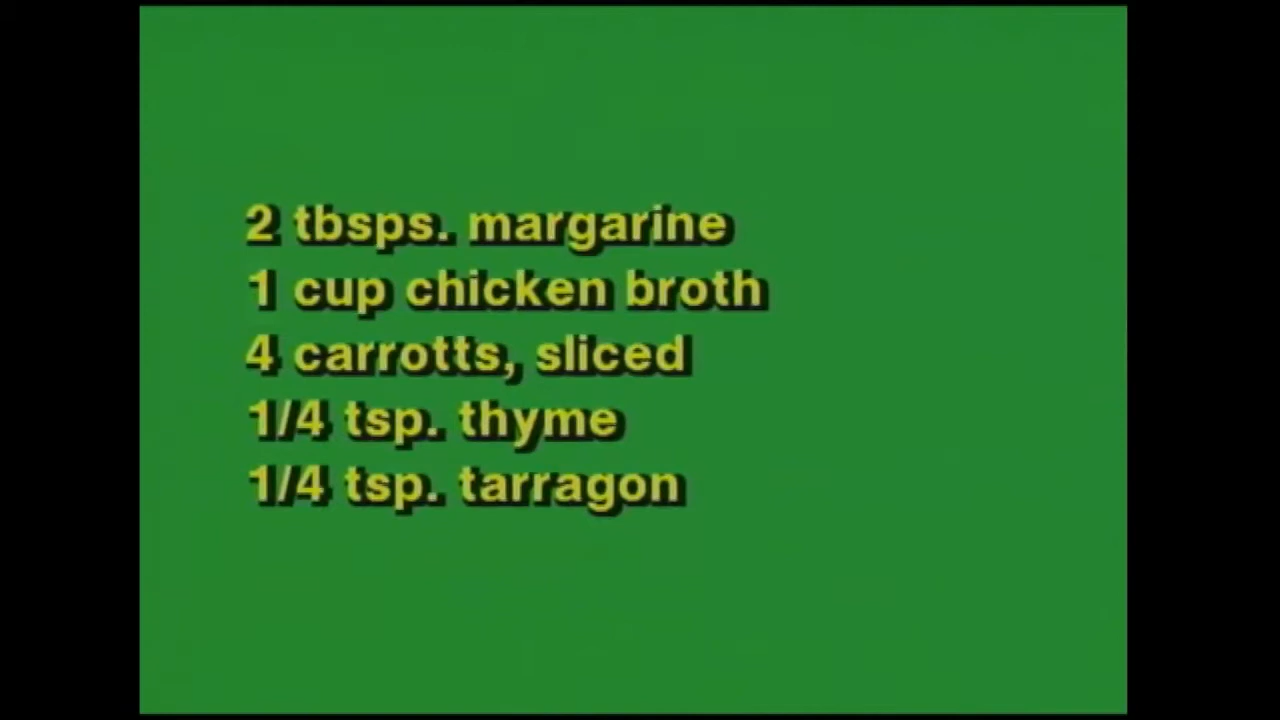 2 tbsps. margarine
1 cup chicken broth
4 carrotts, sliced
1/4 tsp. thyme
1/4 tsp. tarragon